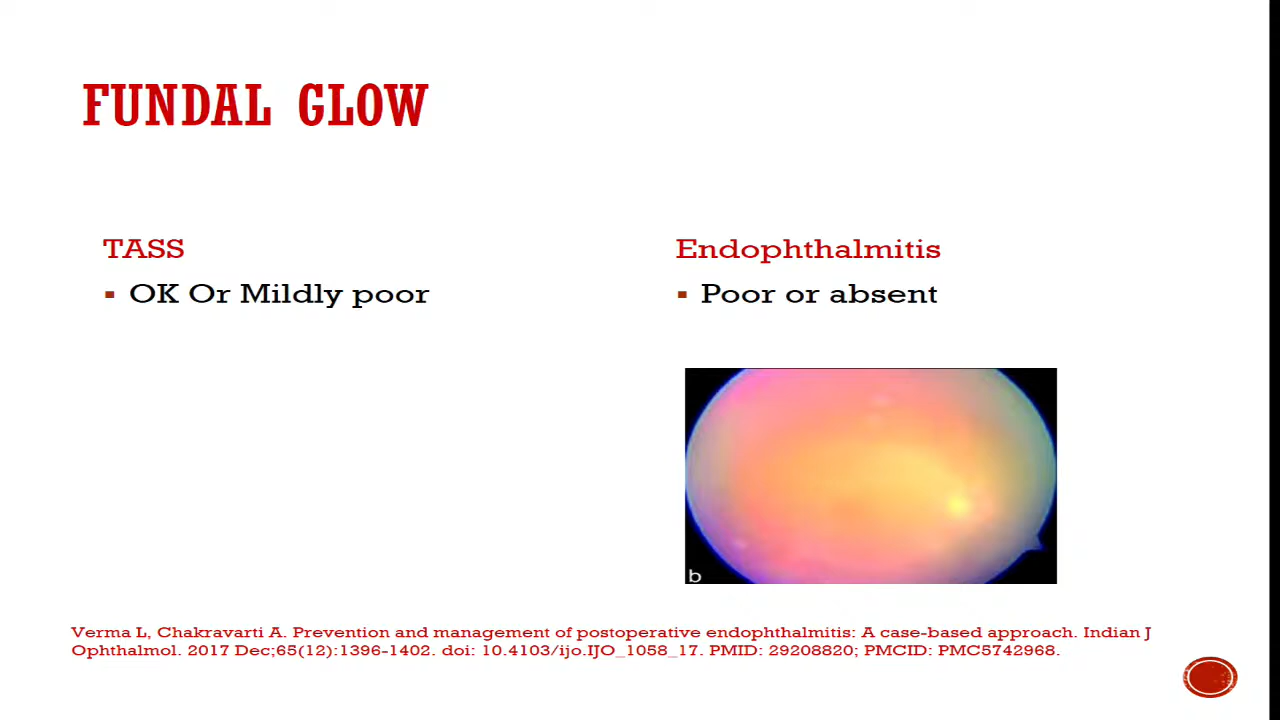 FUNDAL GLOW
TASS
▪ OK Or Mildly poor
Endophthalmitis
▪ Poor or absent
b
Verma L, Chakravarti A. Prevention and management of postoperative endophthalmitis: A case-based approach. Indian J
Ophthalmol. 2017 Dec;65(12):1396-1402. doi: 10.4103/ijo.IJO_1058_17. PMID: 29208820; PMCID: PMC5742968.